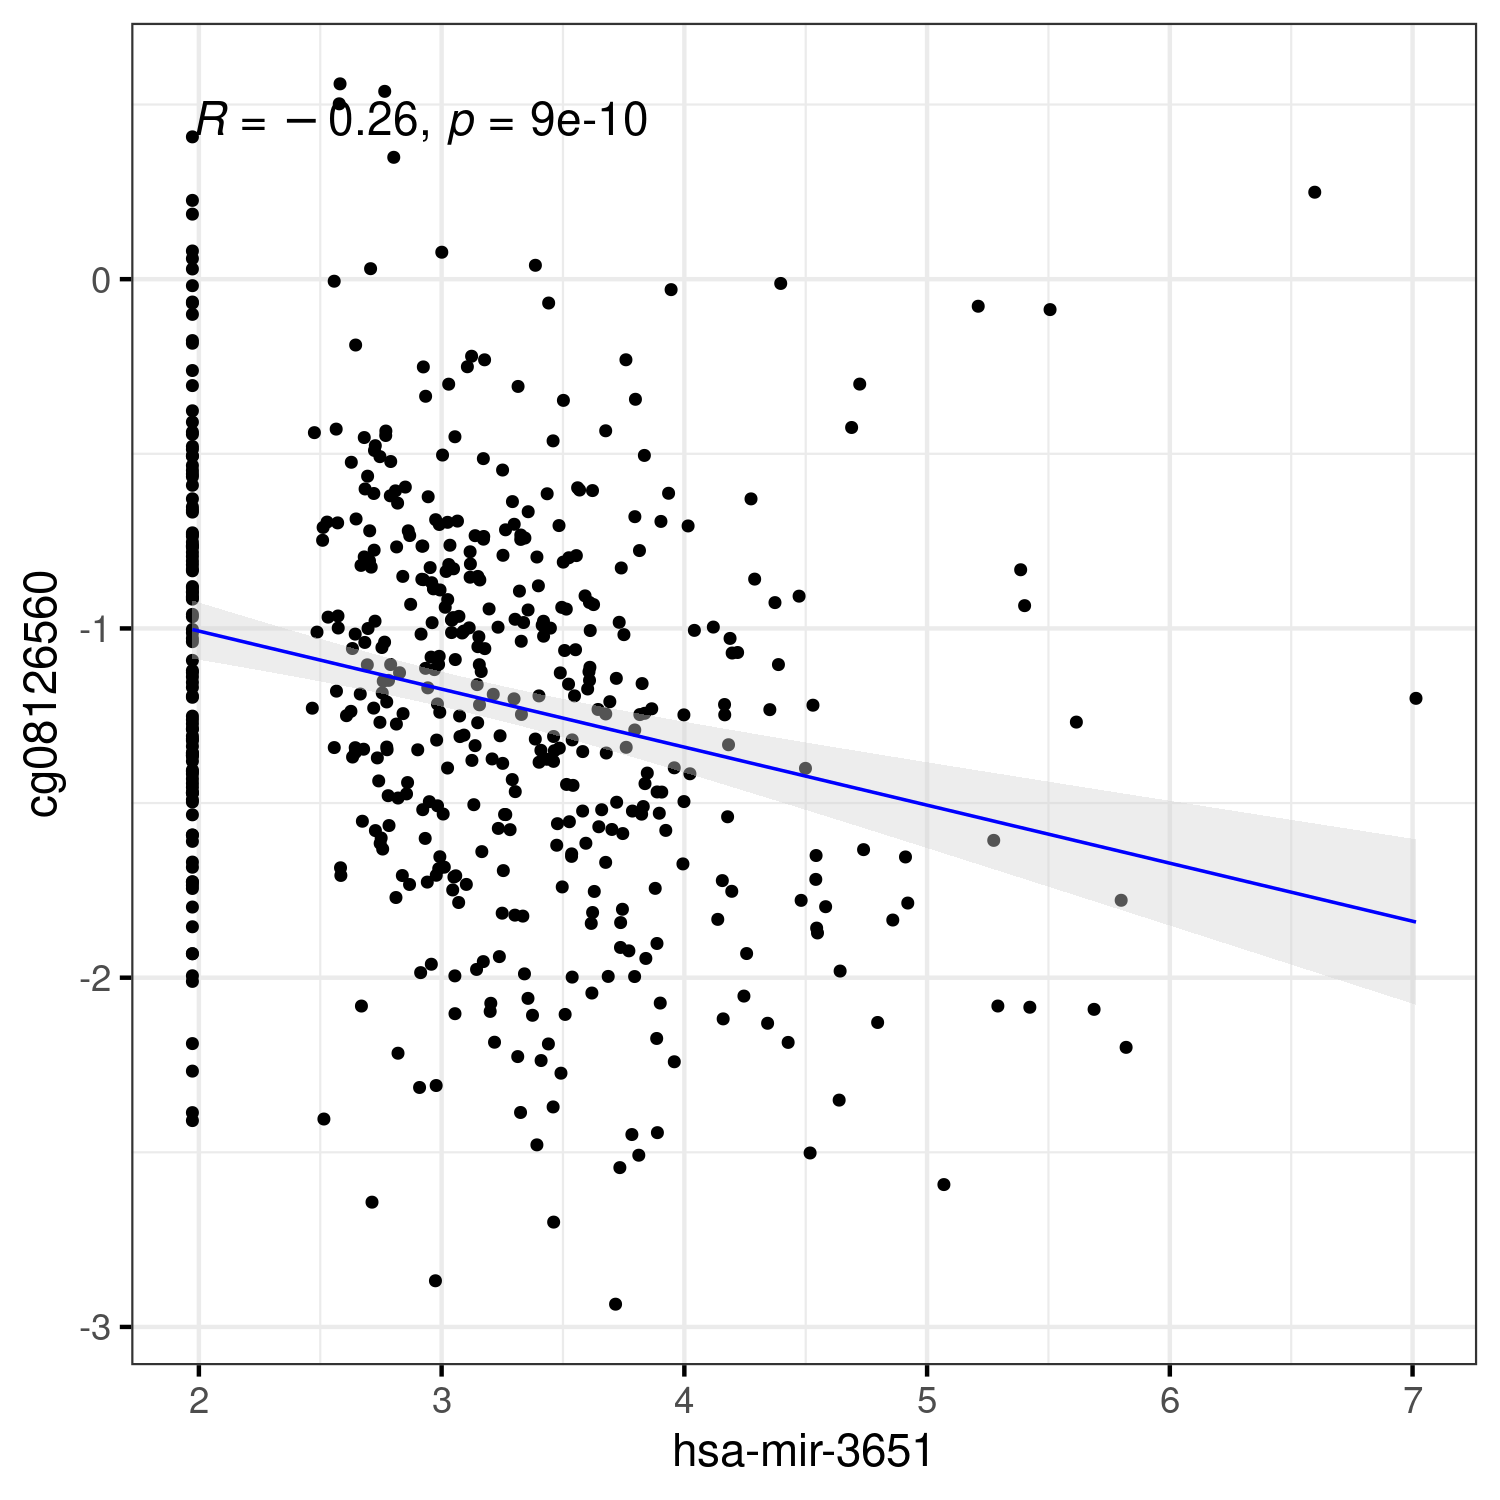 R = −0.26, p = 9e-10
0
-1
-2
-3
cg08126560
2 3 4 5 6 7
hsa-mir-3651